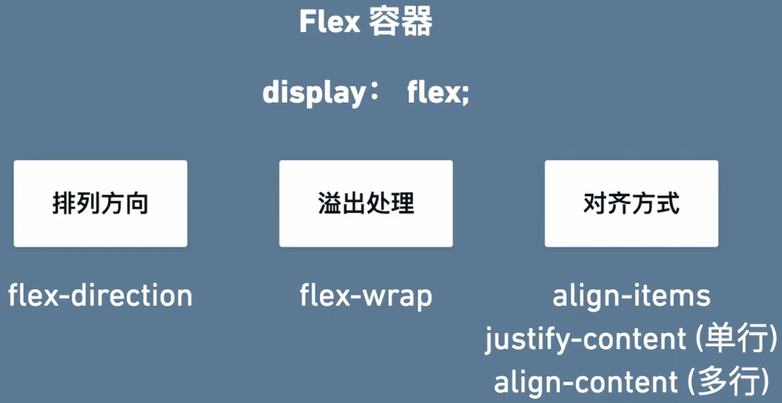 Flex 容器
display： flex;
排列方向
溢出处理
对齐方式
flex-direction
flex-wrap
align-items
justify-content (单行)
align-content (多行)